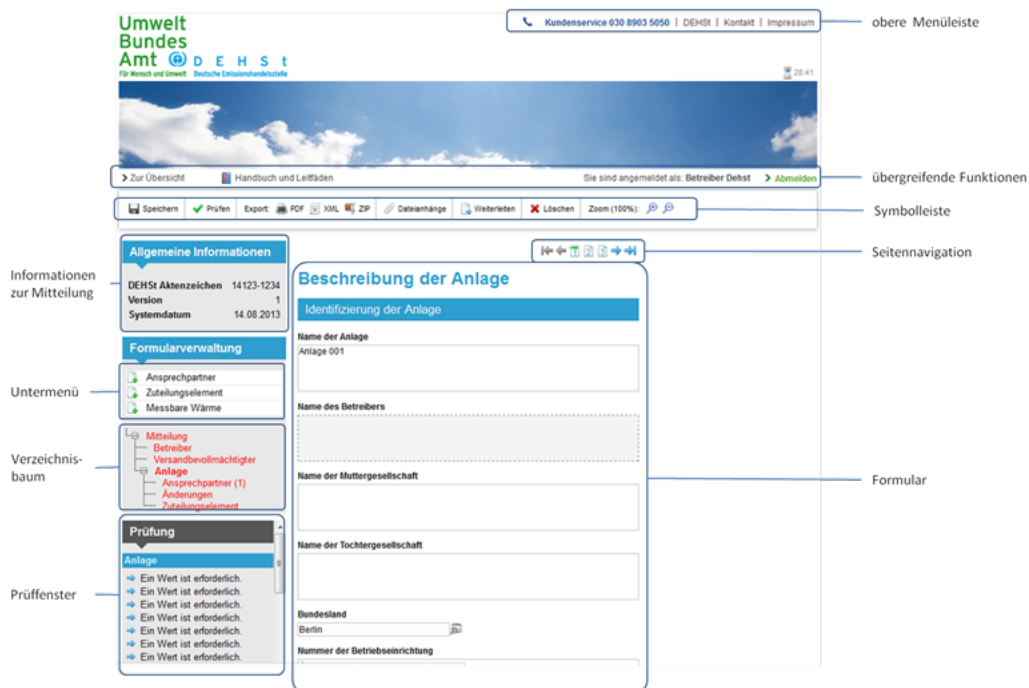 Umwelt
Bundes
Amt
Für Mensch und Umwelt
D E H S t
Deutsche Emissionshandelsstelle
Kundenservice 030 8903 5050 | DEHSt | Kontakt | Impressum
obere Menüleiste
28:41
Zur Übersicht
Handbuch und Leitfäden
Sie sind angemeldet als: Betreiber Dehst
Abmelden
übergreifende Funktionen
Speichern
Prüfen
Export:
PDF
XML
ZIP
Dateianhänge
Weiterleiten
Löschen
Zoom (100%):
Symbolleiste
1 2 3
Seitennavigation
Informationen
zur Mitteilung
Allgemeine Informationen
DEHSt Aktenzeichen 14123-1234
Version 1
Systemdatum 14.08.2013
Untermenü
Formularverwaltung
Ansprechpartner
Zuteilungselement
Messbare Wärme
Verzeichnis-
baum
Mitteilung
Betreiber
Versandbevollmächtigter
Anlage
Ansprechpartner (1)
Änderungen
Zuteilungselement
Prüffenster
Prüfung
Anlage
Ein Wert ist erforderlich.
Ein Wert ist erforderlich.
Ein Wert ist erforderlich.
Ein Wert ist erforderlich.
Ein Wert ist erforderlich.
Ein Wert ist erforderlich.
Ein Wert ist erforderlich.
Beschreibung der Anlage
Identifizierung der Anlage
Name der Anlage
Anlage 001
Name des Betreibers
Name der Muttergesellschaft
Name der Tochtergesellschaft
Bundesland
Berlin
Nummer der Betriebseinrichtung
Formular